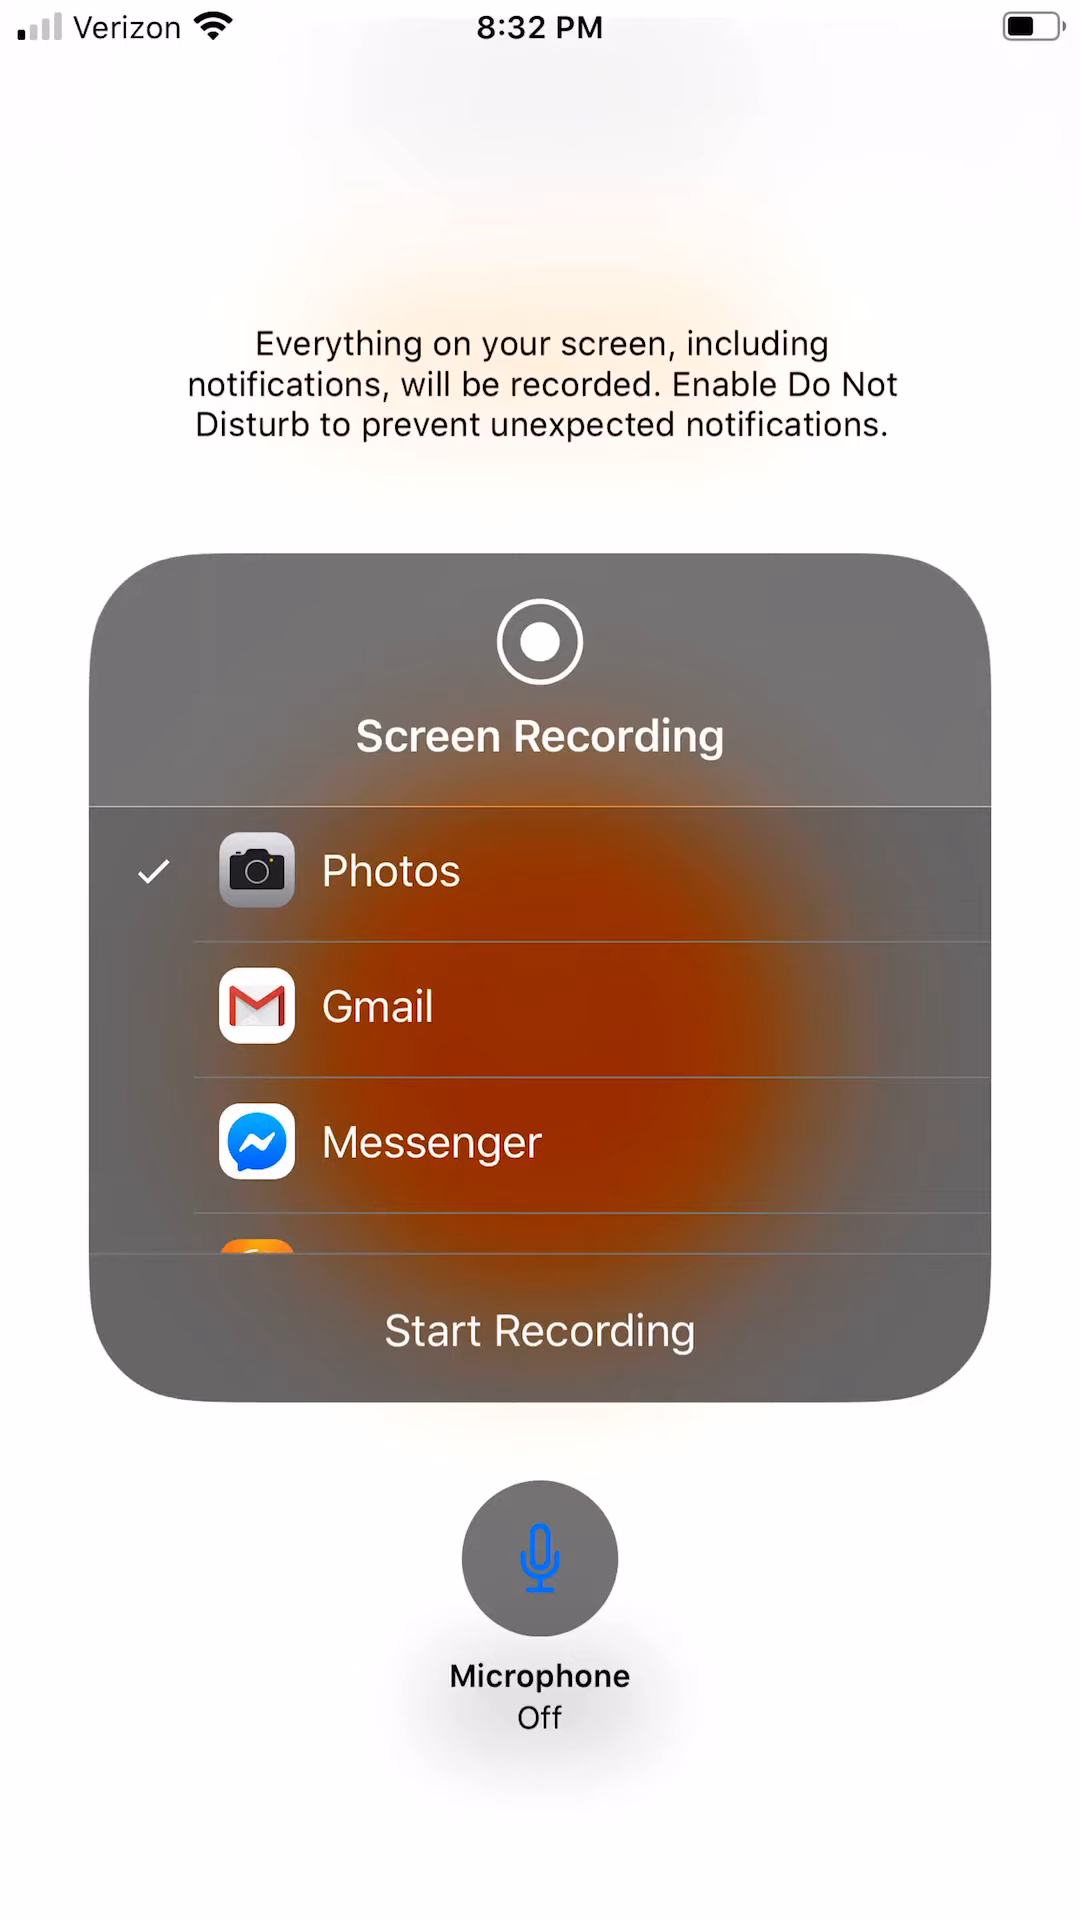 Verizon 8:32 PM
Everything on your screen, including
notifications, will be recorded. Enable Do Not
Disturb to prevent unexpected notifications.
Screen Recording
Photos
Gmail
Messenger
Start Recording
Microphone
Off